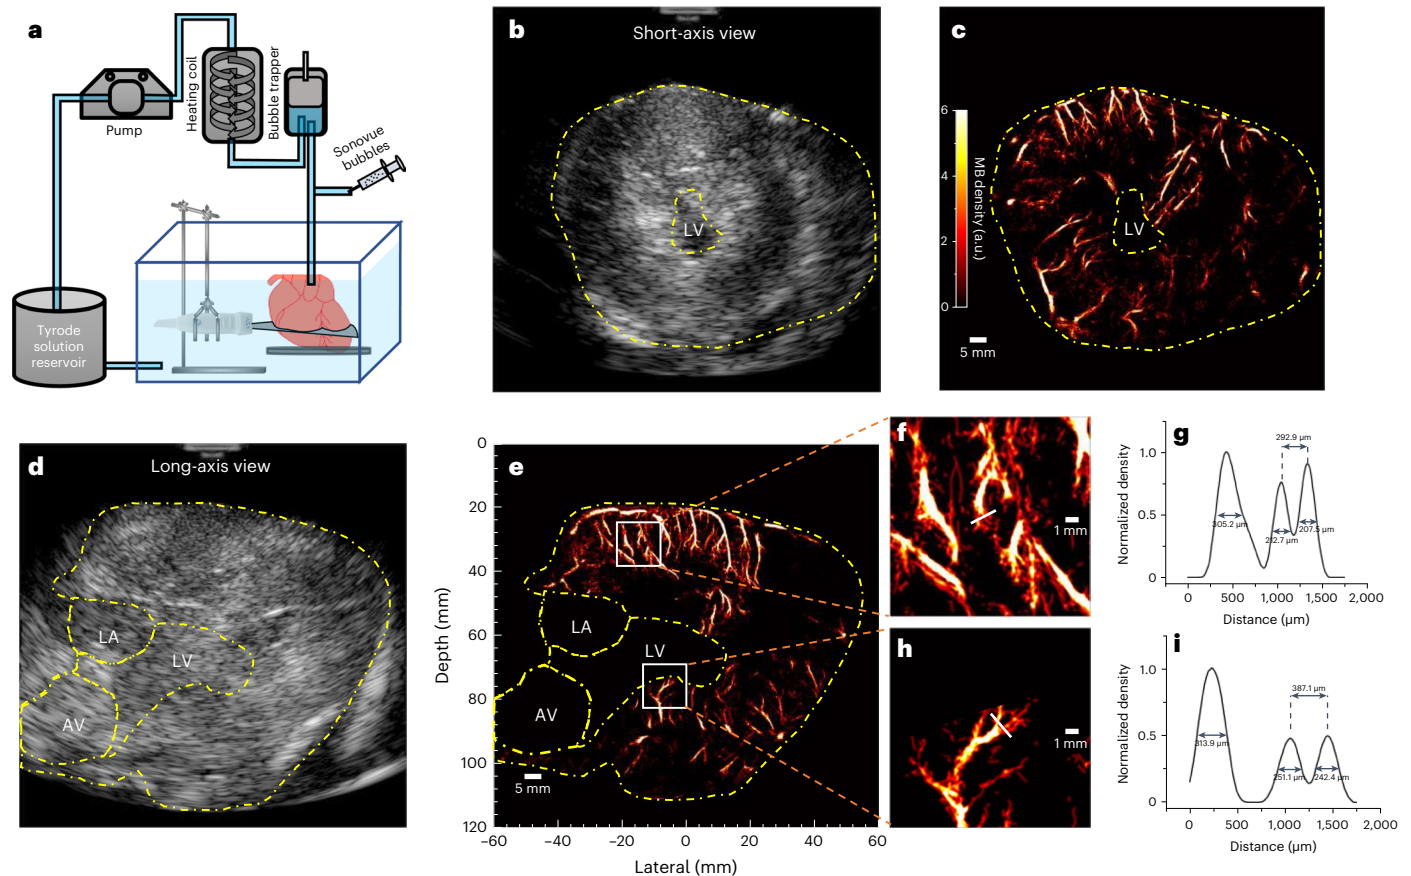 a
Pump
Heating coil
Bubble trapper
Sonovue
bubbles
Tyrode
solution
reservoir
b
Short-axis view
LV
c
6
4
2
0
MB density (a.u.)
LV
5 mm
d
Long-axis view
LA
LV
AV
e
0
20
40
60
80
100
120
Depth (mm)
LA
LV
AV
5 mm
–60
–40
–20
0
20
40
60
Lateral (mm)
f
1 mm
g
292.9 µm
305.2 µm
212.7 µm
207.5 µm
1.0
0.5
0
Normalized density
0
500
1,000
1,500
2,000
Distance (µm)
h
1 mm
i
387.1 µm
313.9 µm
251.1 µm
242.4 µm
1.0
0.5
0
Normalized density
0
500
1,000
1,500
2,000
Distance (µm)